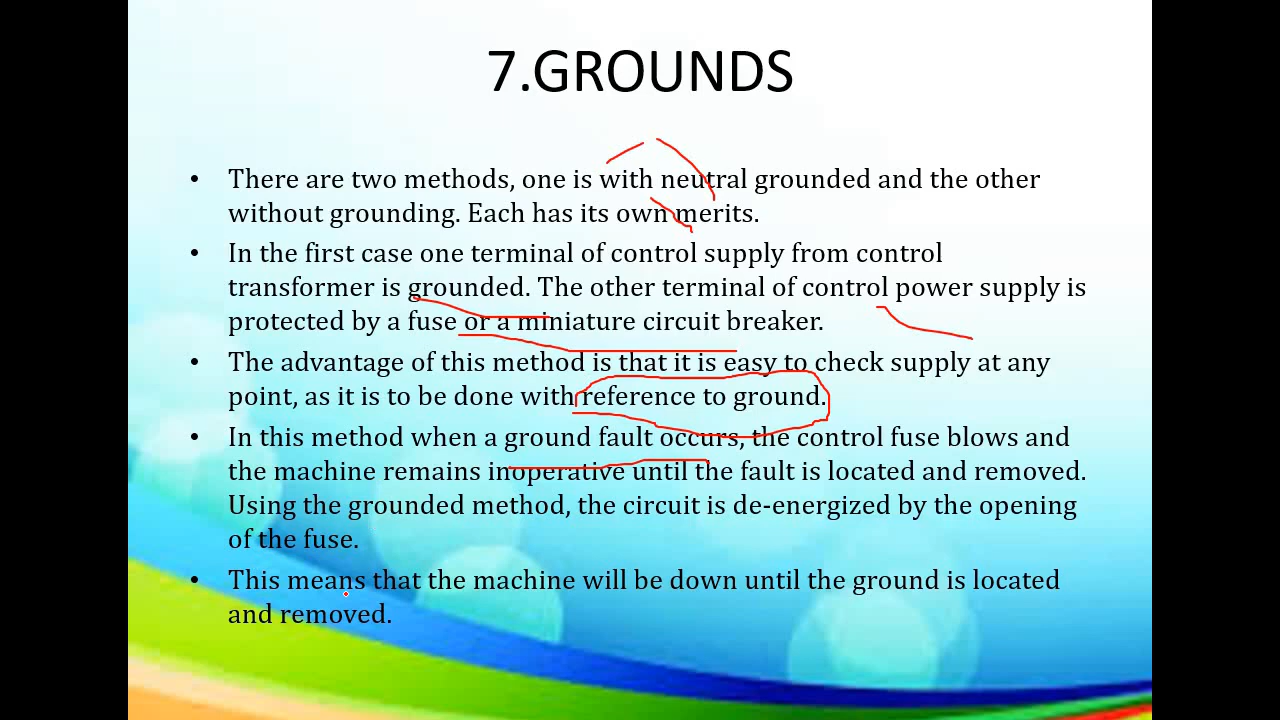 7.GROUNDS
• There are two methods, one is with neutral grounded and the other
without grounding. Each has its own merits.
• In the first case one terminal of control supply from control
transformer is grounded. The other terminal of control power supply is
protected by a fuse or a miniature circuit breaker.
• The advantage of this method is that it is easy to check supply at any
point, as it is to be done with reference to ground.
• In this method when a ground fault occurs, the control fuse blows and
the machine remains inoperative until the fault is located and removed.
Using the grounded method, the circuit is de-energized by the opening
of the fuse.
• This means that the machine will be down until the ground is located
and removed.